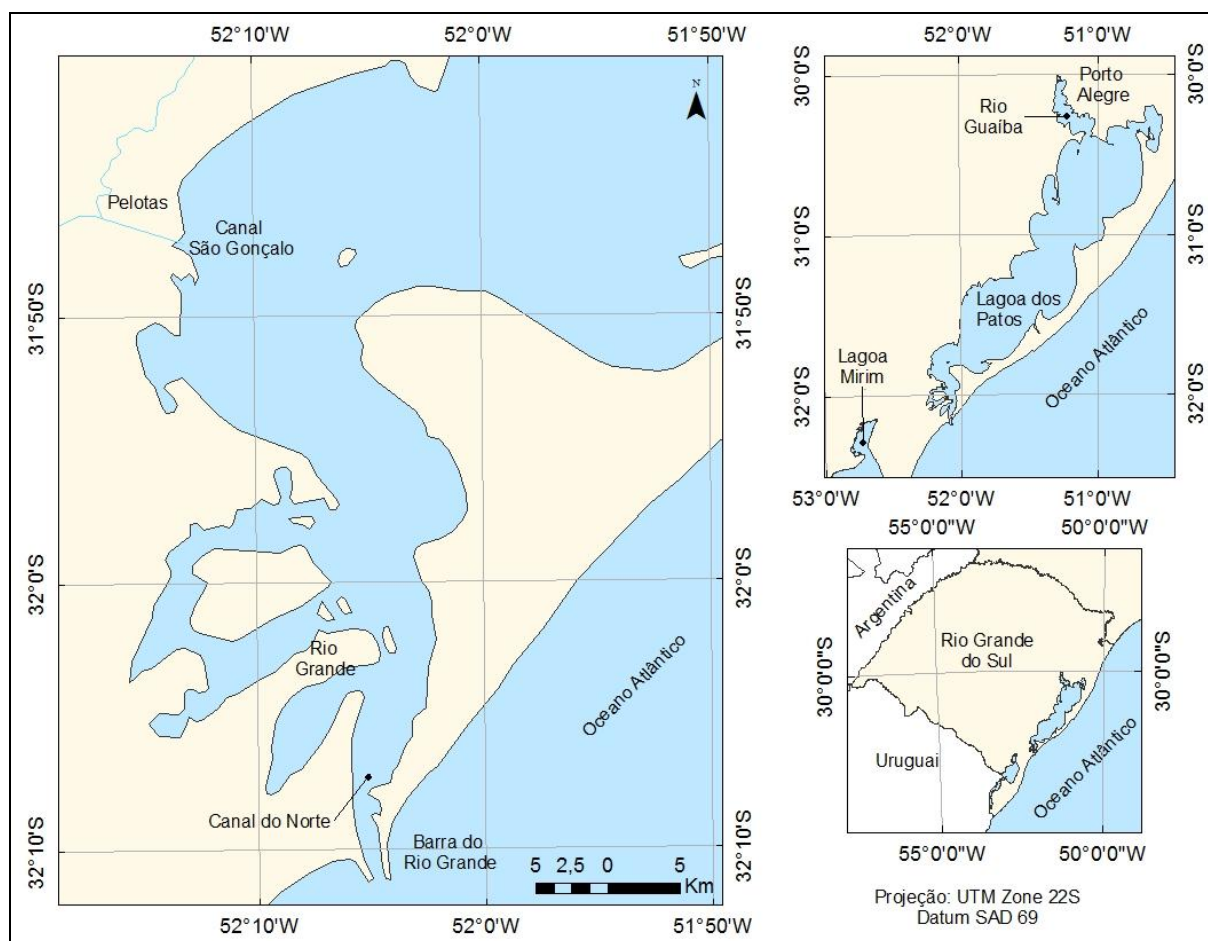 52°10'W
52°0'W
51°50'W
N
Pelotas
Canal
São Gonçalo
31°50'S
31°50'S
32°0'S
32°0'S
Rio
Grande
Oceano Atlântico
Canal do Norte
Barra do
Rio Grande
32°10'S
32°10'S
5 2,5 0 5
Km
52°10'W
52°0'W
51°50'W
52°0'W
51°0'W
30°0'S
30°0'S
Porto
Alegre
Rio
Guaíba
31°0'S
31°0'S
Lagoa dos
Patos
Lagoa
Mirim
Oceano Atlântico
32°0'S
32°0'S
53°0'W
52°0'W
51°0'W
55°0'0"W
50°0'0"W
Argentina
Rio Grande
do Sul
30°0'0"S
30°0'0"S
Uruguai
Oceano Atlântico
55°0'0"W
50°0'0"W
Projeção: UTM Zone 22S
Datum SAD 69